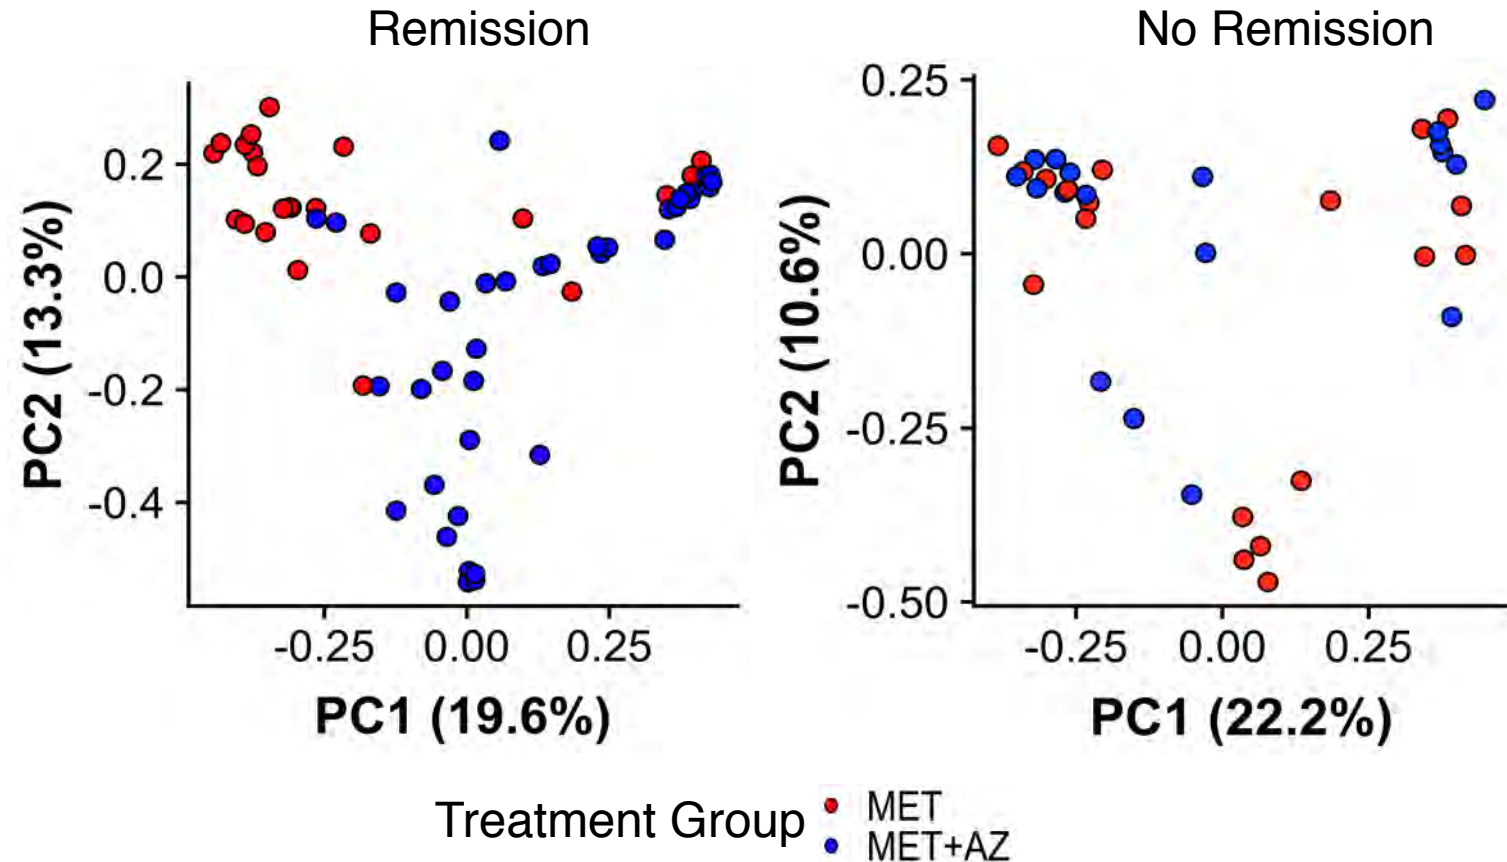 Remission
No Remission
PC2 (13.3%)
0.2
0.0
-0.2
-0.4
-0.25 0.00 0.25
PC1 (19.6%)
PC2 (10.6%)
0.25
0.00
-0.25
-0.50
-0.25 0.00 0.25
PC1 (22.2%)
Treatment Group
MET
MET+AZ